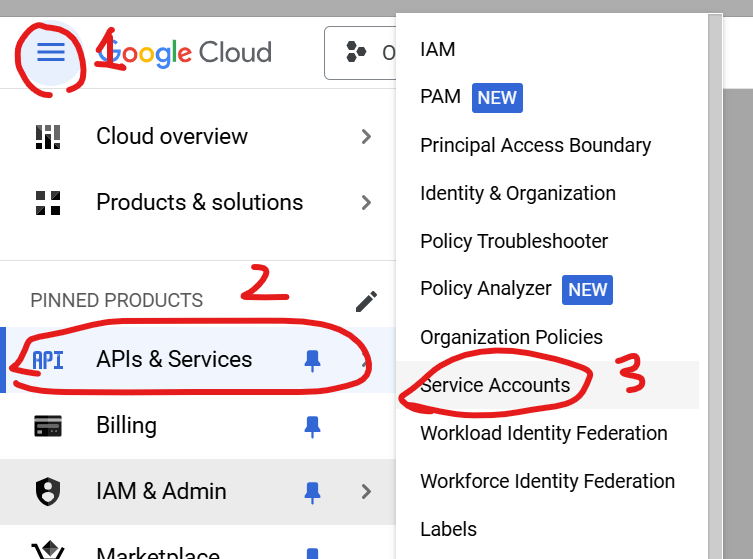 1
Google Cloud
O
Cloud overview
Products & solutions
PINNED PRODUCTS
2
API
APIs & Services
Billing
IAM & Admin
Marketplace
IAM
PAM NEW
Principal Access Boundary
Identity & Organization
Policy Troubleshooter
Policy Analyzer NEW
Organization Policies
Service Accounts 3
Workload Identity Federation
Workforce Identity Federation
Labels